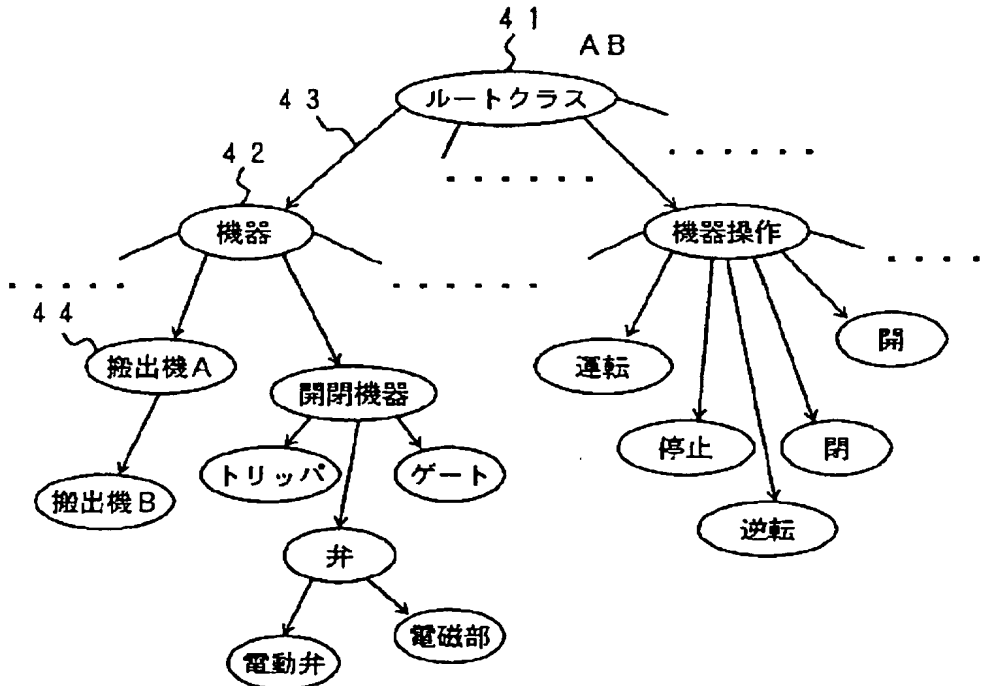 41
AB
ルートクラス
43
42
機器
機器操作
44
搬出機A
開閉機器
運転
開
トリッパ
ゲート
停止
閉
搬出機B
逆転
弁
電磁部
電動弁